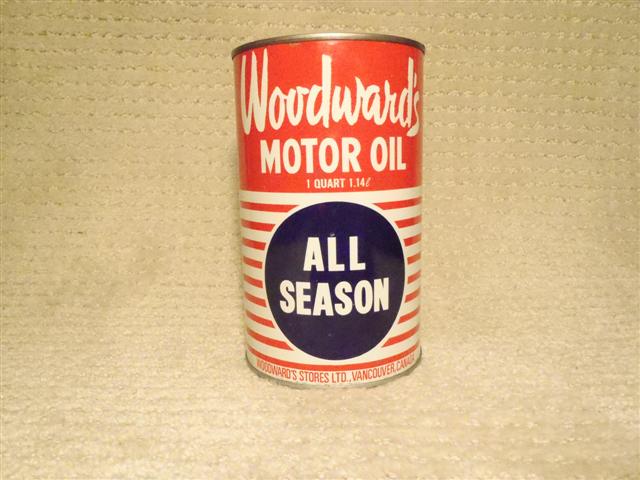 Woodward's
MOTOR OIL
1 QUART 1.14ℓ
ALL
SEASON
WOODWARD'S STORES LTD., VANCOUVER, CANADA